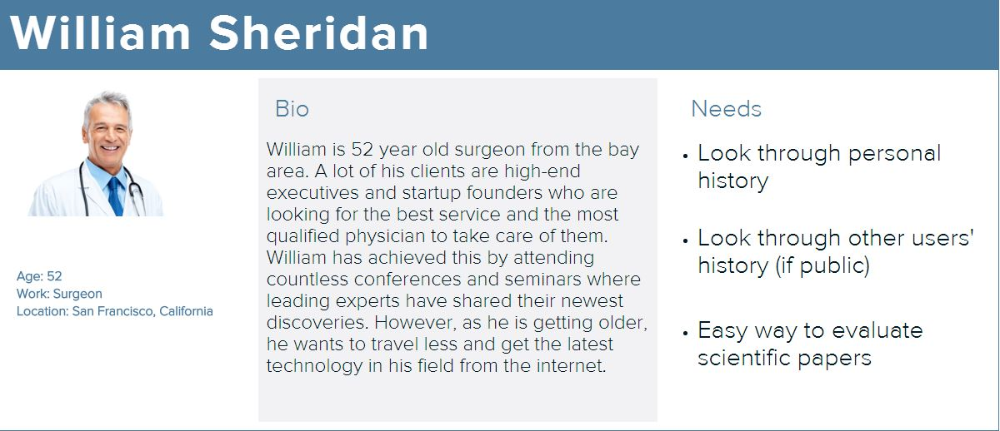 William Sheridan
Age: 52
Work: Surgeon
Location: San Francisco, California
Bio
William is 52 year old surgeon from the bay
area. A lot of his clients are high-end
executives and startup founders who are
looking for the best service and the most
qualified physician to take care of them.
William has achieved this by attending
countless conferences and seminars where
leading experts have shared their newest
discoveries. However, as he is getting older,
he wants to travel less and get the latest
technology in his field from the internet.
Needs
• Look through personal
history
• Look through other users'
history (if public)
• Easy way to evaluate
scientific papers